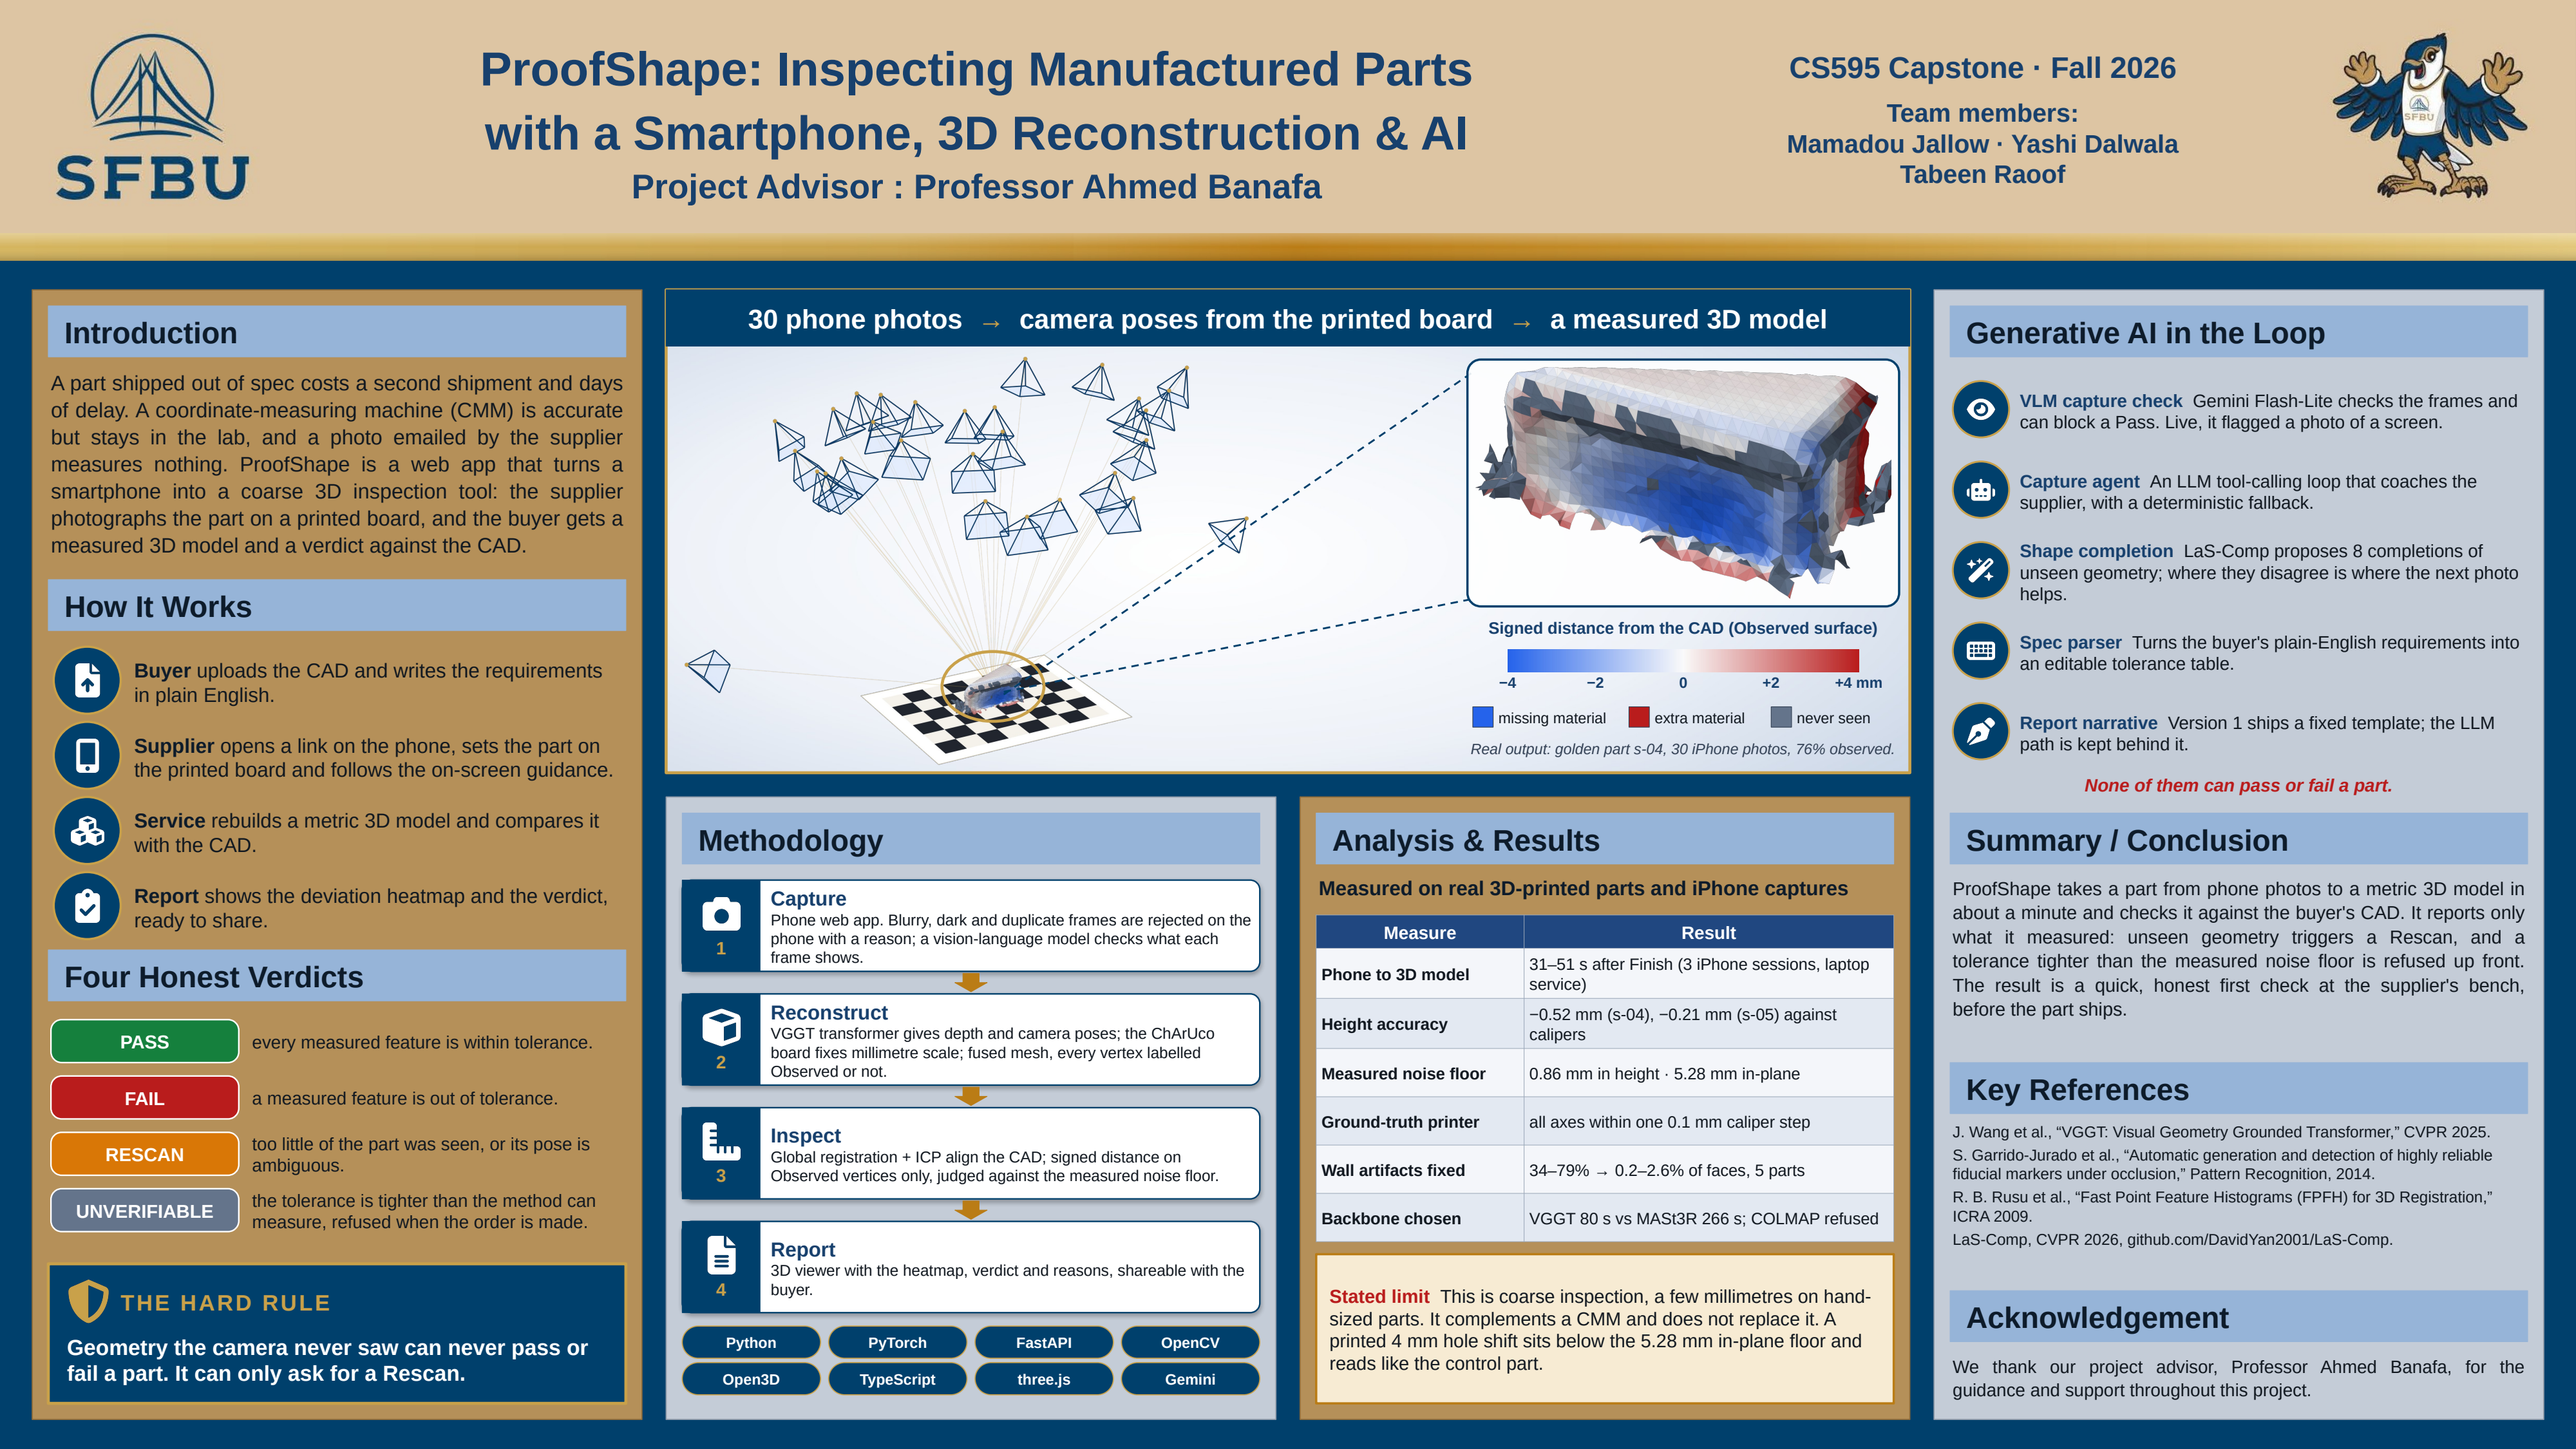 SFBU
ProofShape: Inspecting Manufactured Parts
with a Smartphone, 3D Reconstruction & AI
Project Advisor : Professor Ahmed Banafa
CS595 Capstone · Fall 2026
Team members:
Mamadou Jallow · Yashi Dalwala
Tabeen Raoof
SFBU
Introduction
A part shipped out of spec costs a second shipment and days
of delay. A coordinate-measuring machine (CMM) is accurate
but stays in the lab, and a photo emailed by the supplier
measures nothing. ProofShape is a web app that turns a
smartphone into a coarse 3D inspection tool: the supplier
photographs the part on a printed board, and the buyer gets a
measured 3D model and a verdict against the CAD.
How It Works
Buyer uploads the CAD and writes the requirements
in plain English.
Supplier opens a link on the phone, sets the part on
the printed board and follows the on-screen guidance.
Service rebuilds a metric 3D model and compares it
with the CAD.
Report shows the deviation heatmap and the verdict,
ready to share.
Four Honest Verdicts
PASS
every measured feature is within tolerance.
FAIL
a measured feature is out of tolerance.
RESCAN
too little of the part was seen, or its pose is
ambiguous.
UNVERIFIABLE
the tolerance is tighter than the method can
measure, refused when the order is made.
THE HARD RULE
Geometry the camera never saw can never pass or
fail a part. It can only ask for a Rescan.
30 phone photos → camera poses from the printed board → a measured 3D model
Signed distance from the CAD (Observed surface)
−4 −2 0 +2 +4 mm
missing material extra material never seen
Real output: golden part s-04, 30 iPhone photos, 76% observed.
Methodology
1
Capture
Phone web app. Blurry, dark and duplicate frames are rejected on the
phone with a reason; a vision-language model checks what each
frame shows.
2
Reconstruct
VGGT transformer gives depth and camera poses; the ChArUco
board fixes millimetre scale; fused mesh, every vertex labelled
Observed or not.
3
Inspect
Global registration + ICP align the CAD; signed distance on
Observed vertices only, judged against the measured noise floor.
4
Report
3D viewer with the heatmap, verdict and reasons, shareable with the
buyer.
Python PyTorch FastAPI OpenCV
Open3D TypeScript three.js Gemini
Analysis & Results
Measured on real 3D-printed parts and iPhone captures
Measure Result
Phone to 3D model 31–51 s after Finish (3 iPhone sessions, laptop
service)
Height accuracy −0.52 mm (s-04), −0.21 mm (s-05) against
calipers
Measured noise floor 0.86 mm in height · 5.28 mm in-plane
Ground-truth printer all axes within one 0.1 mm caliper step
Wall artifacts fixed 34–79% → 0.2–2.6% of faces, 5 parts
Backbone chosen VGGT 80 s vs MASt3R 266 s; COLMAP refused
Stated limit This is coarse inspection, a few millimetres on hand-
sized parts. It complements a CMM and does not replace it. A
printed 4 mm hole shift sits below the 5.28 mm in-plane floor and
reads like the control part.
Generative AI in the Loop
VLM capture check Gemini Flash-Lite checks the frames and
can block a Pass. Live, it flagged a photo of a screen.
Capture agent An LLM tool-calling loop that coaches the
supplier, with a deterministic fallback.
Shape completion LaS-Comp proposes 8 completions of
unseen geometry; where they disagree is where the next photo
helps.
Spec parser Turns the buyer's plain-English requirements into
an editable tolerance table.
Report narrative Version 1 ships a fixed template; the LLM
path is kept behind it.
None of them can pass or fail a part.
Summary / Conclusion
ProofShape takes a part from phone photos to a metric 3D model in
about a minute and checks it against the buyer's CAD. It reports only
what it measured: unseen geometry triggers a Rescan, and a
tolerance tighter than the measured noise floor is refused up front.
The result is a quick, honest first check at the supplier's bench,
before the part ships.
Key References
J. Wang et al., “VGGT: Visual Geometry Grounded Transformer,” CVPR 2025.
S. Garrido-Jurado et al., “Automatic generation and detection of highly reliable
fiducial markers under occlusion,” Pattern Recognition, 2014.
R. B. Rusu et al., “Fast Point Feature Histograms (FPFH) for 3D Registration,”
ICRA 2009.
LaS-Comp, CVPR 2026, github.com/DavidYan2001/LaS-Comp.
Acknowledgement
We thank our project advisor, Professor Ahmed Banafa, for the
guidance and support throughout this project.